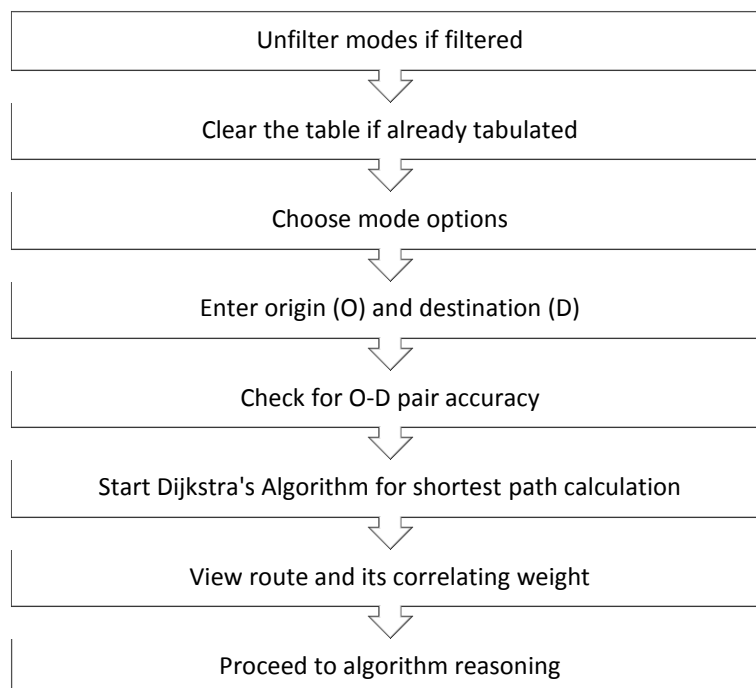 Unfilter modes if filtered
Clear the table if already tabulated
Choose mode options
Enter origin (O) and destination (D)
Check for O-D pair accuracy
Start Dijkstra's Algorithm for shortest path calculation
View route and its correlating weight
Proceed to algorithm reasoning